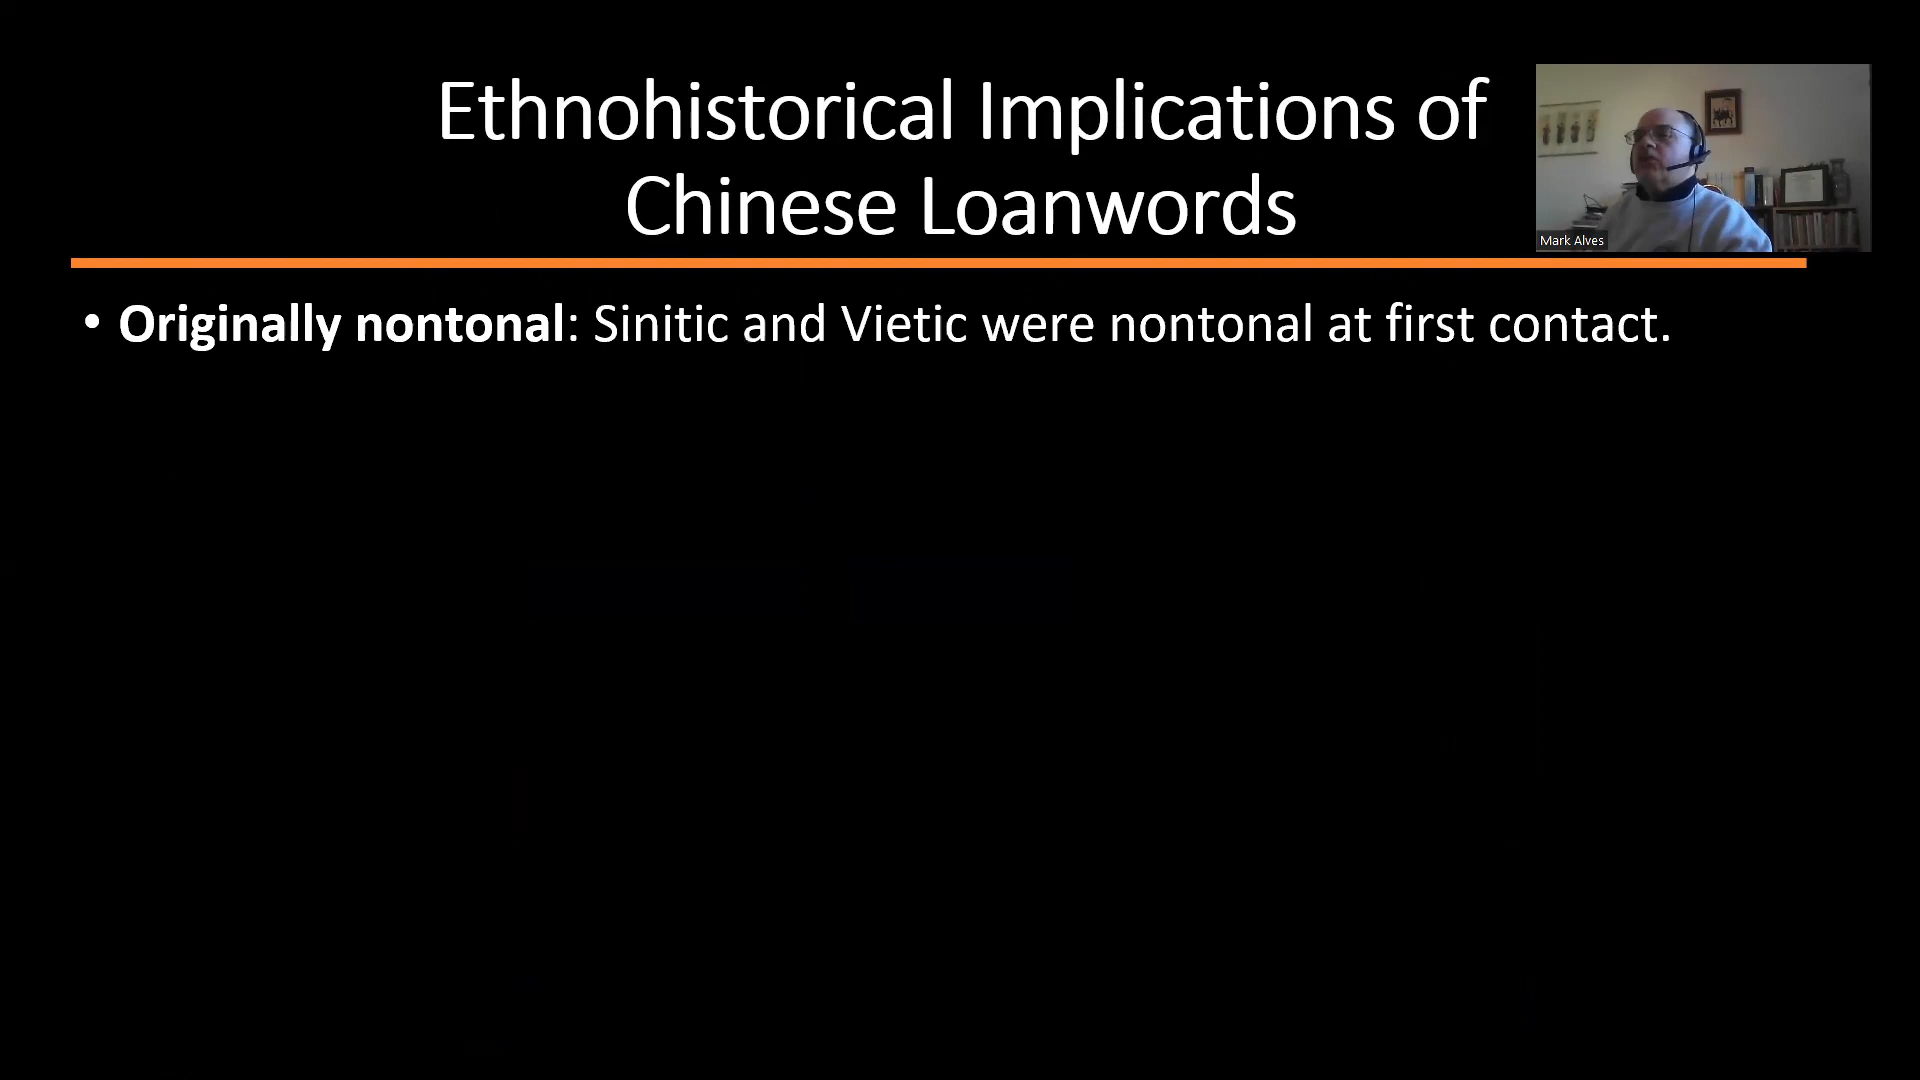 Ethnohistorical Implications of
Chinese Loanwords
Mark Alves
• Originally nontonal: Sinitic and Vietic were nontonal at first contact.